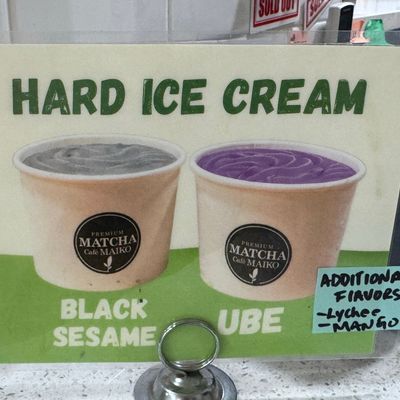 SOLD OUT
HARD ICE CREAM
PREMIUM
MATCHA
Café MAIKO
PREMIUM
MATCHA
Café MAIKO
BLACK
SESAME
UBE
ADDITIONA
FlAVORS
-Lychee
-MANGO